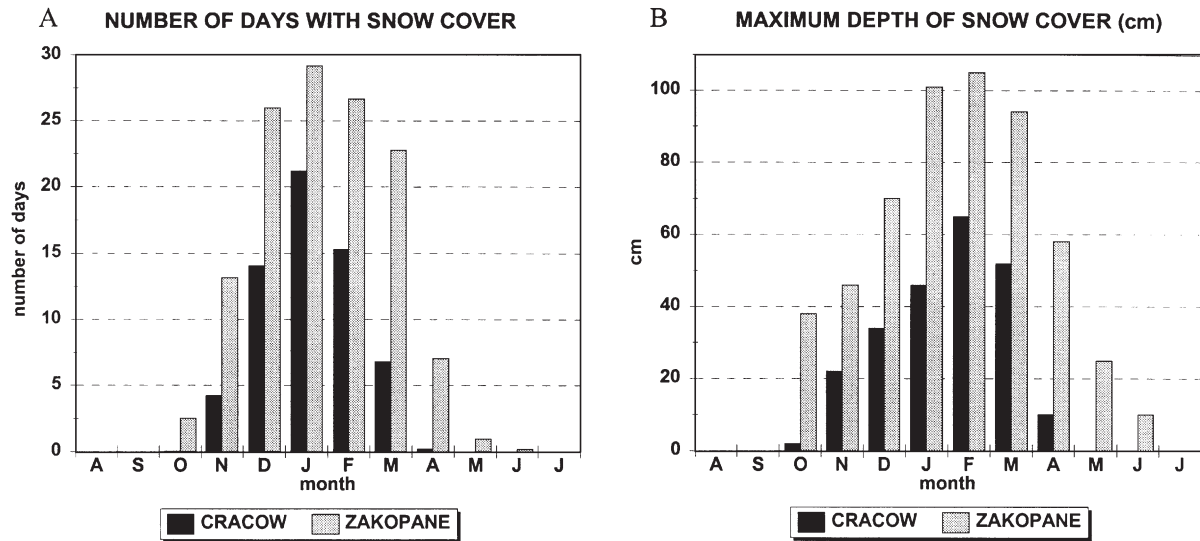 A NUMBER OF DAYS WITH SNOW COVER
30
25
20
15
10
5
0
number of days
A S O N D J F M A M J J
month
CRACOW ZAKOPANE
B MAXIMUM DEPTH OF SNOW COVER (cm)
100
80
60
40
20
0
cm
A S O N D J F M A M J J
month
CRACOW ZAKOPANE